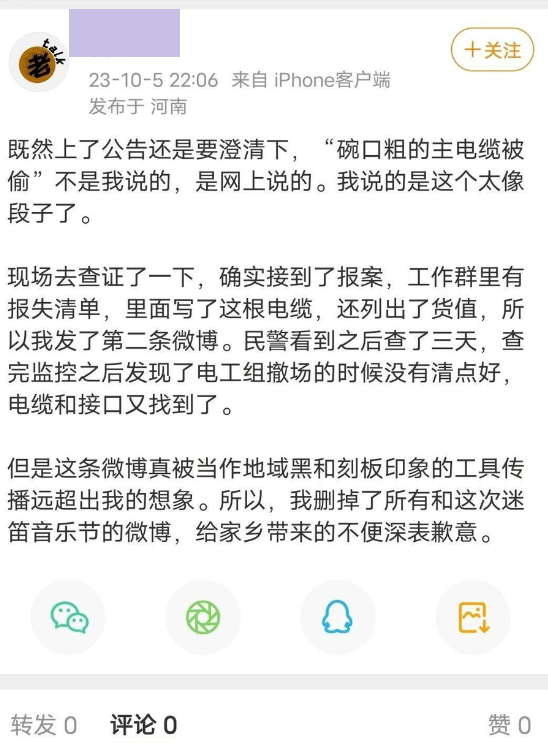 talk
老
+关注
23-10-5 22:06 来自 iPhone客户端
发布于 河南
既然上了公告还是要澄清下，“碗口粗的主电缆被
偷”不是我说的，是网上说的。我说的是这个太像
段子了。
现场去查证了一下，确实接到了报案，工作群里有
报失清单，里面写了这根电缆，还列出了货值，所
以我发了第二条微博。民警看到之后查了三天，查
完监控之后发现了电工组撤场的时候没有清点好，
电缆和接口又找到了。
但是这条微博真被当作地域黑和刻板印象的工具传
播远超出我的想象。所以，我删掉了所有和这次迷
笛音乐节的微博，给家乡带来的不便深表歉意。
转发 0 评论 0 赞 0